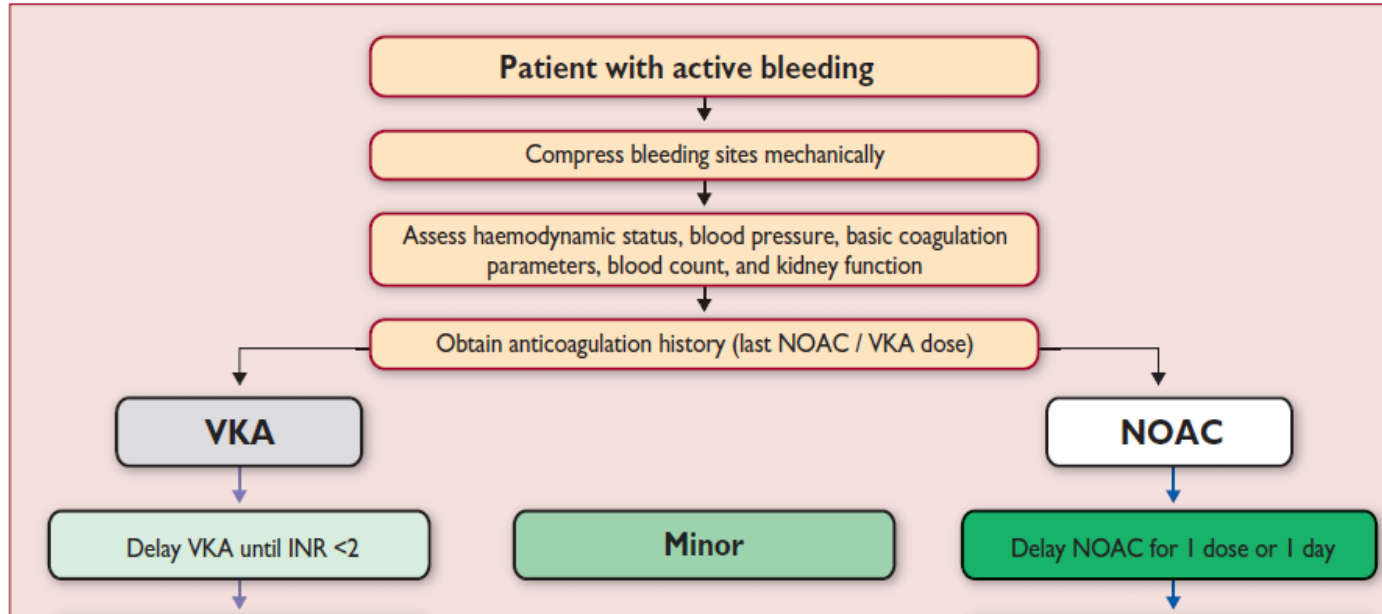 Patient with active bleeding
Compress bleeding sites mechanically
Assess haemodynamic status, blood pressure, basic coagulation
parameters, blood count, and kidney function
Obtain anticoagulation history (last NOAC / VKA dose)
VKA
NOAC
Delay VKA until INR <2
Minor
Delay NOAC for 1 dose or 1 day